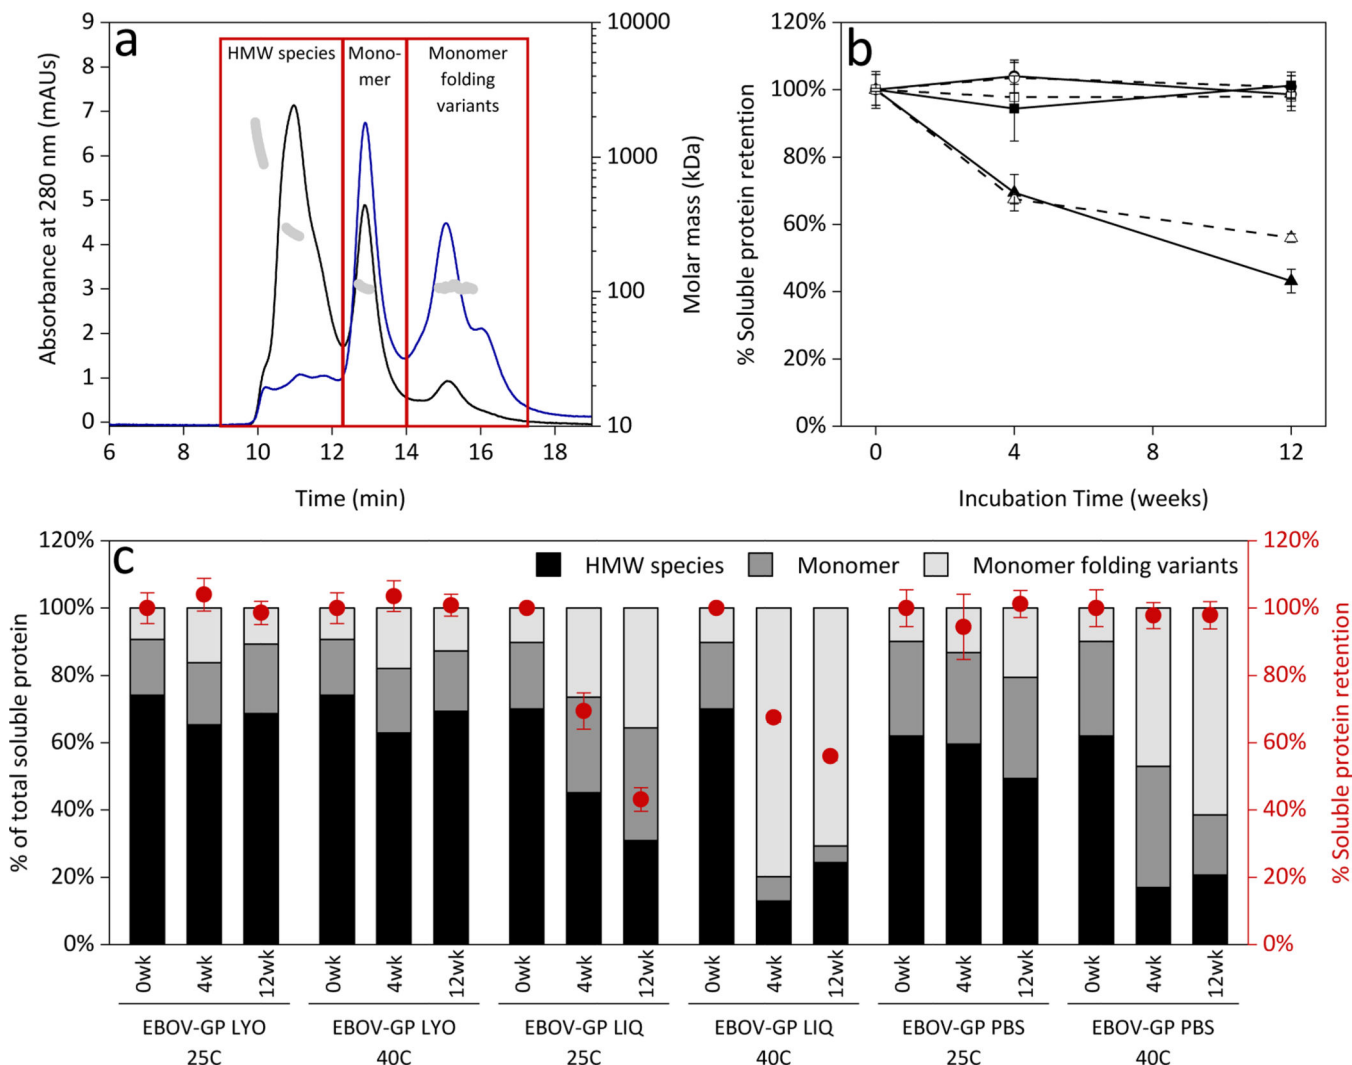 a
HMW species
Mono-
mer
Monomer
folding
variants
Absorbance at 280 nm (mAUs)
9
8
7
6
5
4
3
2
1
0
10000
1000
100
10
Molar mass (kDa)
6
8
10
12
14
16
18
Time (min)
b
% Soluble protein retention
120%
100%
80%
60%
40%
20%
0%
0
4
8
12
Incubation Time (weeks)
c
HMW species
Monomer
Monomer folding variants
% of total soluble protein
120%
100%
80%
60%
40%
20%
0%
120%
100%
80%
60%
40%
20%
0%
% Soluble protein retention
0wk
4wk
12wk
0wk
4wk
12wk
0wk
4wk
12wk
0wk
4wk
12wk
0wk
4wk
12wk
0wk
4wk
12wk
EBOV-GP LYO
25C
EBOV-GP LYO
40C
EBOV-GP LIQ
25C
EBOV-GP LIQ
40C
EBOV-GP PBS
25C
EBOV-GP PBS
40C